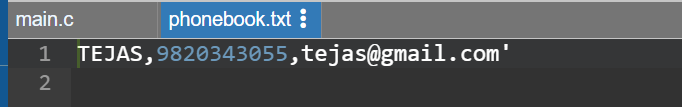 main.c phonebook.txt
1 TEJAS,9820343055,tejas@gmail.com'
2